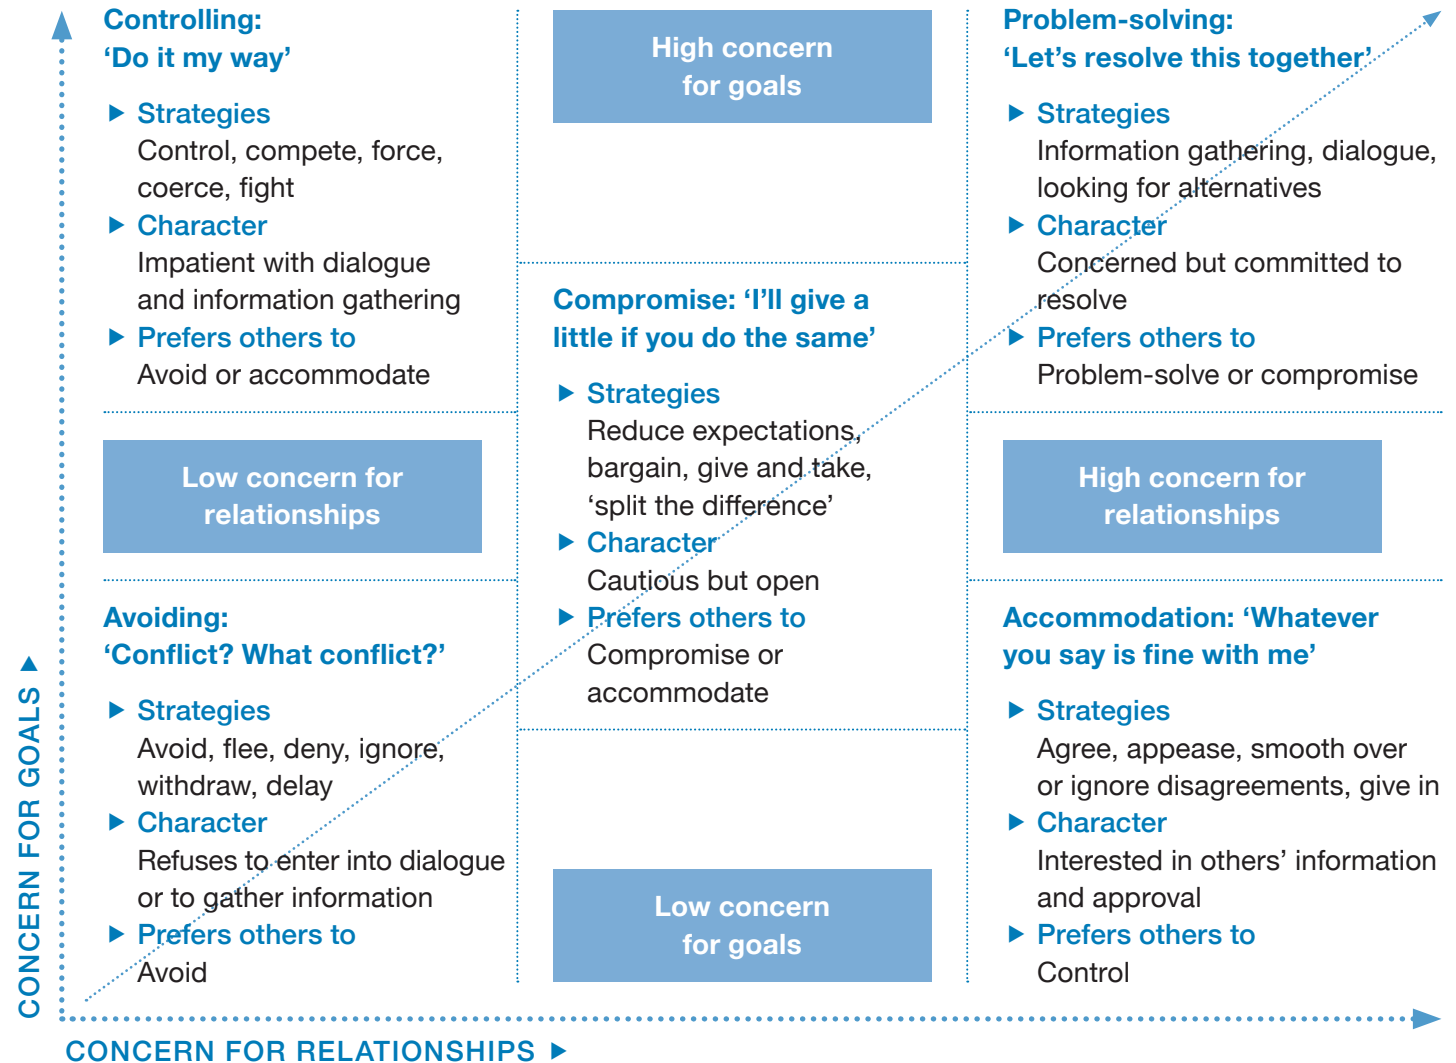 Controlling:
‘Do it my way’
▶ Strategies
Control, compete, force,
coerce, fight
▶ Character
Impatient with dialogue
and information gathering
▶ Prefers others to
Avoid or accommodate
High concern
for goals
Problem-solving:
‘Let’s resolve this together’
▶ Strategies
Information gathering, dialogue,
looking for alternatives
▶ Character
Concerned but committed to
resolve
▶ Prefers others to
Problem-solve or compromise
Low concern for
relationships
Compromise: ‘I’ll give a
little if you do the same’
▶ Strategies
Reduce expectations,
bargain, give and take,
‘split the difference’
▶ Character
Cautious but open
▶ Prefers others to
Compromise or
accommodate
High concern for
relationships
Avoiding:
‘Conflict? What conflict?’
▶ Strategies
Avoid, flee, deny, ignore,
withdraw, delay
▶ Character
Refuses to enter into dialogue
or to gather information
▶ Prefers others to
Avoid
Low concern
for goals
Accommodation: ‘Whatever
you say is fine with me’
▶ Strategies
Agree, appease, smooth over
or ignore disagreements, give in
▶ Character
Interested in others’ information
and approval
▶ Prefers others to
Control
CONCERN FOR GOALS ▶
CONCERN FOR RELATIONSHIPS ▶